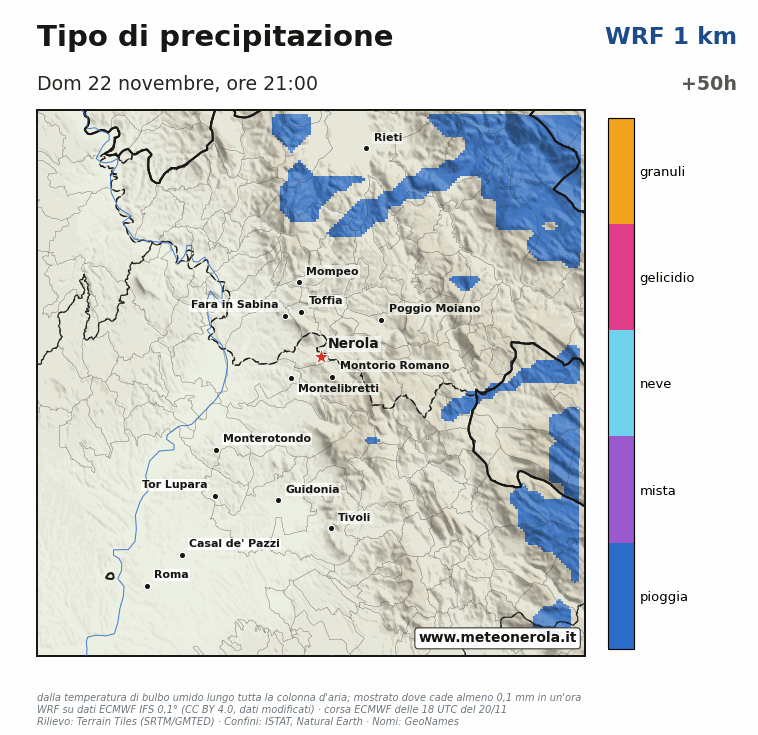 Tipo di precipitazione
WRF 1 km
Dom 22 novembre, ore 21:00
+50h
Rieti
granuli
gelicidio
Mompeo
Fara in Sabina
Toffia
Poggio Moiano
Nerola
neve
Montorio Romano
Montelibretti
Monterotondo
Tor Lupara
Guidonia
mista
Tivoli
Casal de' Pazzi
Roma
pioggia
www.meteonerola.it
dalla temperatura di bulbo umido lungo tutta la colonna d'aria; mostrato dove cade almeno 0,1 mm in un'ora
WRF su dati ECMWF IFS 0,1° (CC BY 4.0, dati modificati) · corsa ECMWF delle 18 UTC del 20/11
Rilievo: Terrain Tiles (SRTM/GMTED) · Confini: ISTAT, Natural Earth · Nomi: GeoNames